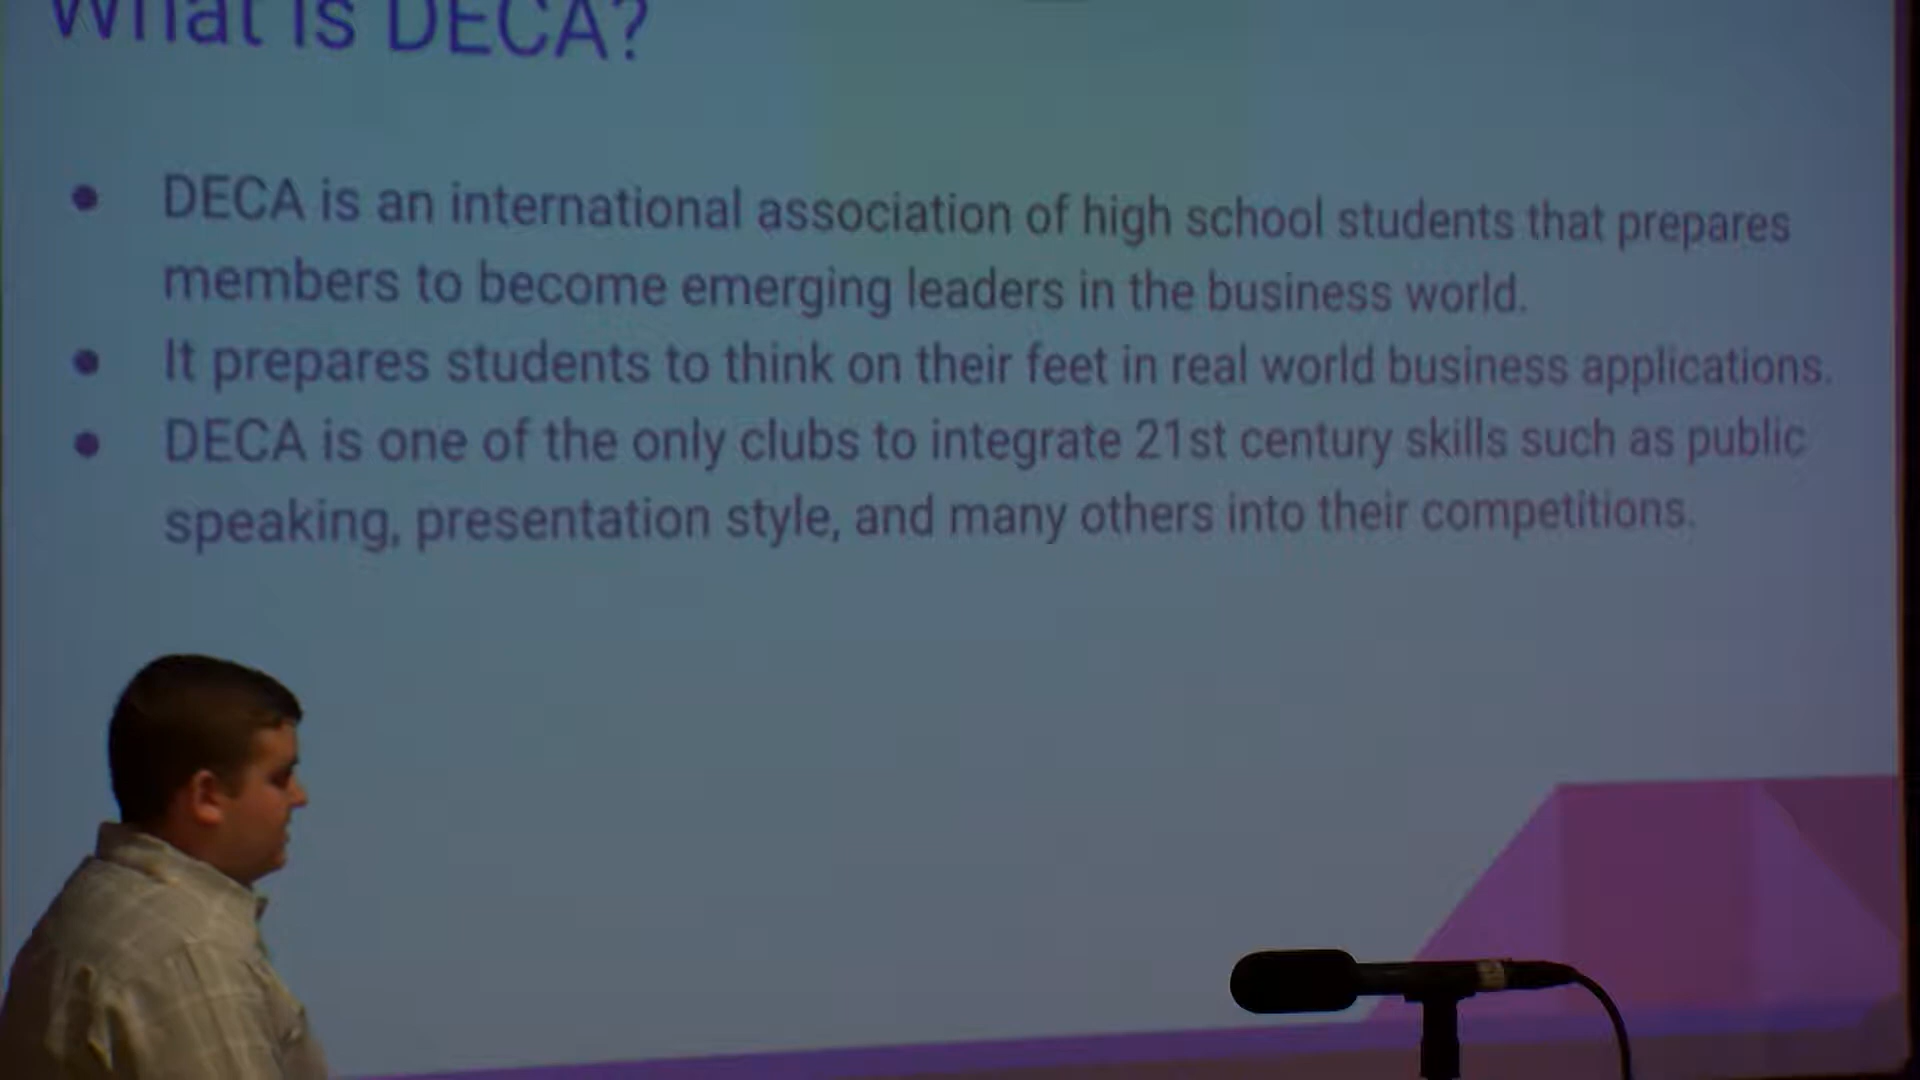 What is DECA?
DECA is an international association of high school students that prepares
members to become emerging leaders in the business world.
It prepares students to think on their feet in real world business applications.
DECA is one of the only clubs to integrate 21st century skills such as public
speaking, presentation style, and many others into their competitions.